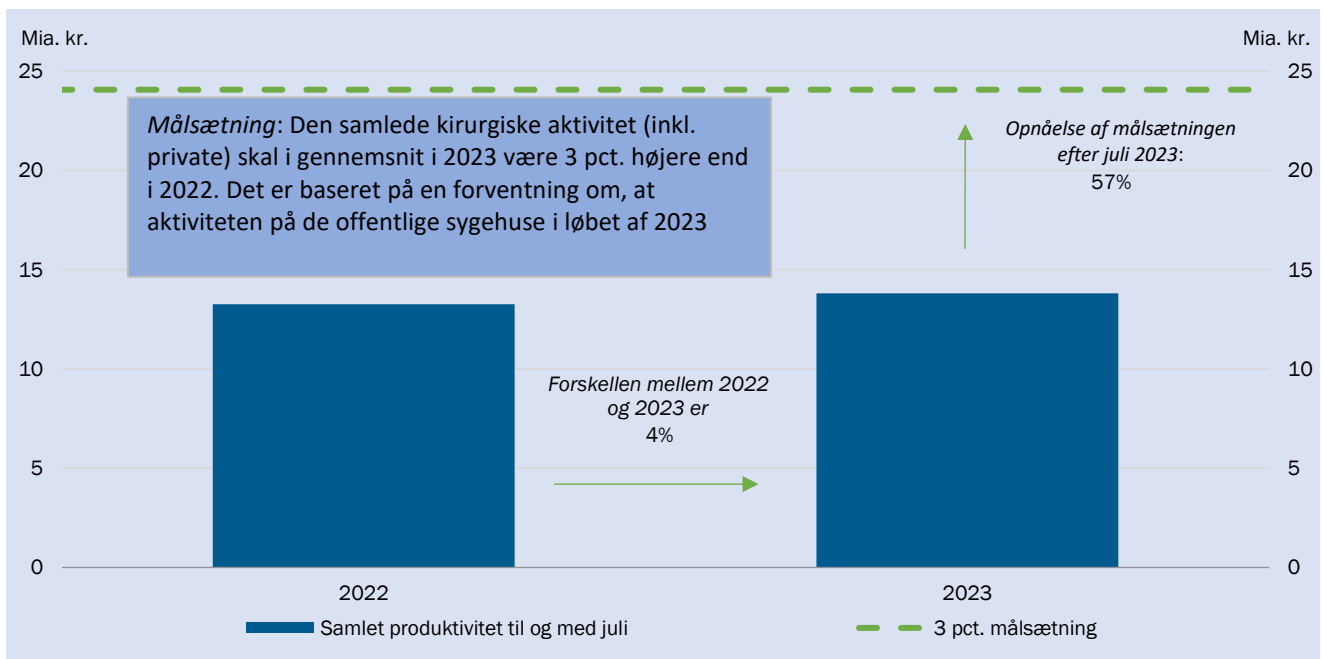 Mia. kr.
Mia. kr.
25
25
Målsætning: Den samlede kirurgiske aktivitet (inkl.
private) skal i gennemsnit i 2023 være 3 pct. højere end
i 2022. Det er baseret på en forventning om, at
aktiviteten på de offentlige sygehuse i løbet af 2023
Opnåelse af målsætningen
efter juli 2023:
57%
20
20
15
15
10
10
Forskellen mellem 2022
og 2023 er
4%
5
5
0
0
2022
2023
Samlet produktivitet til og med juli
3 pct. målsætning